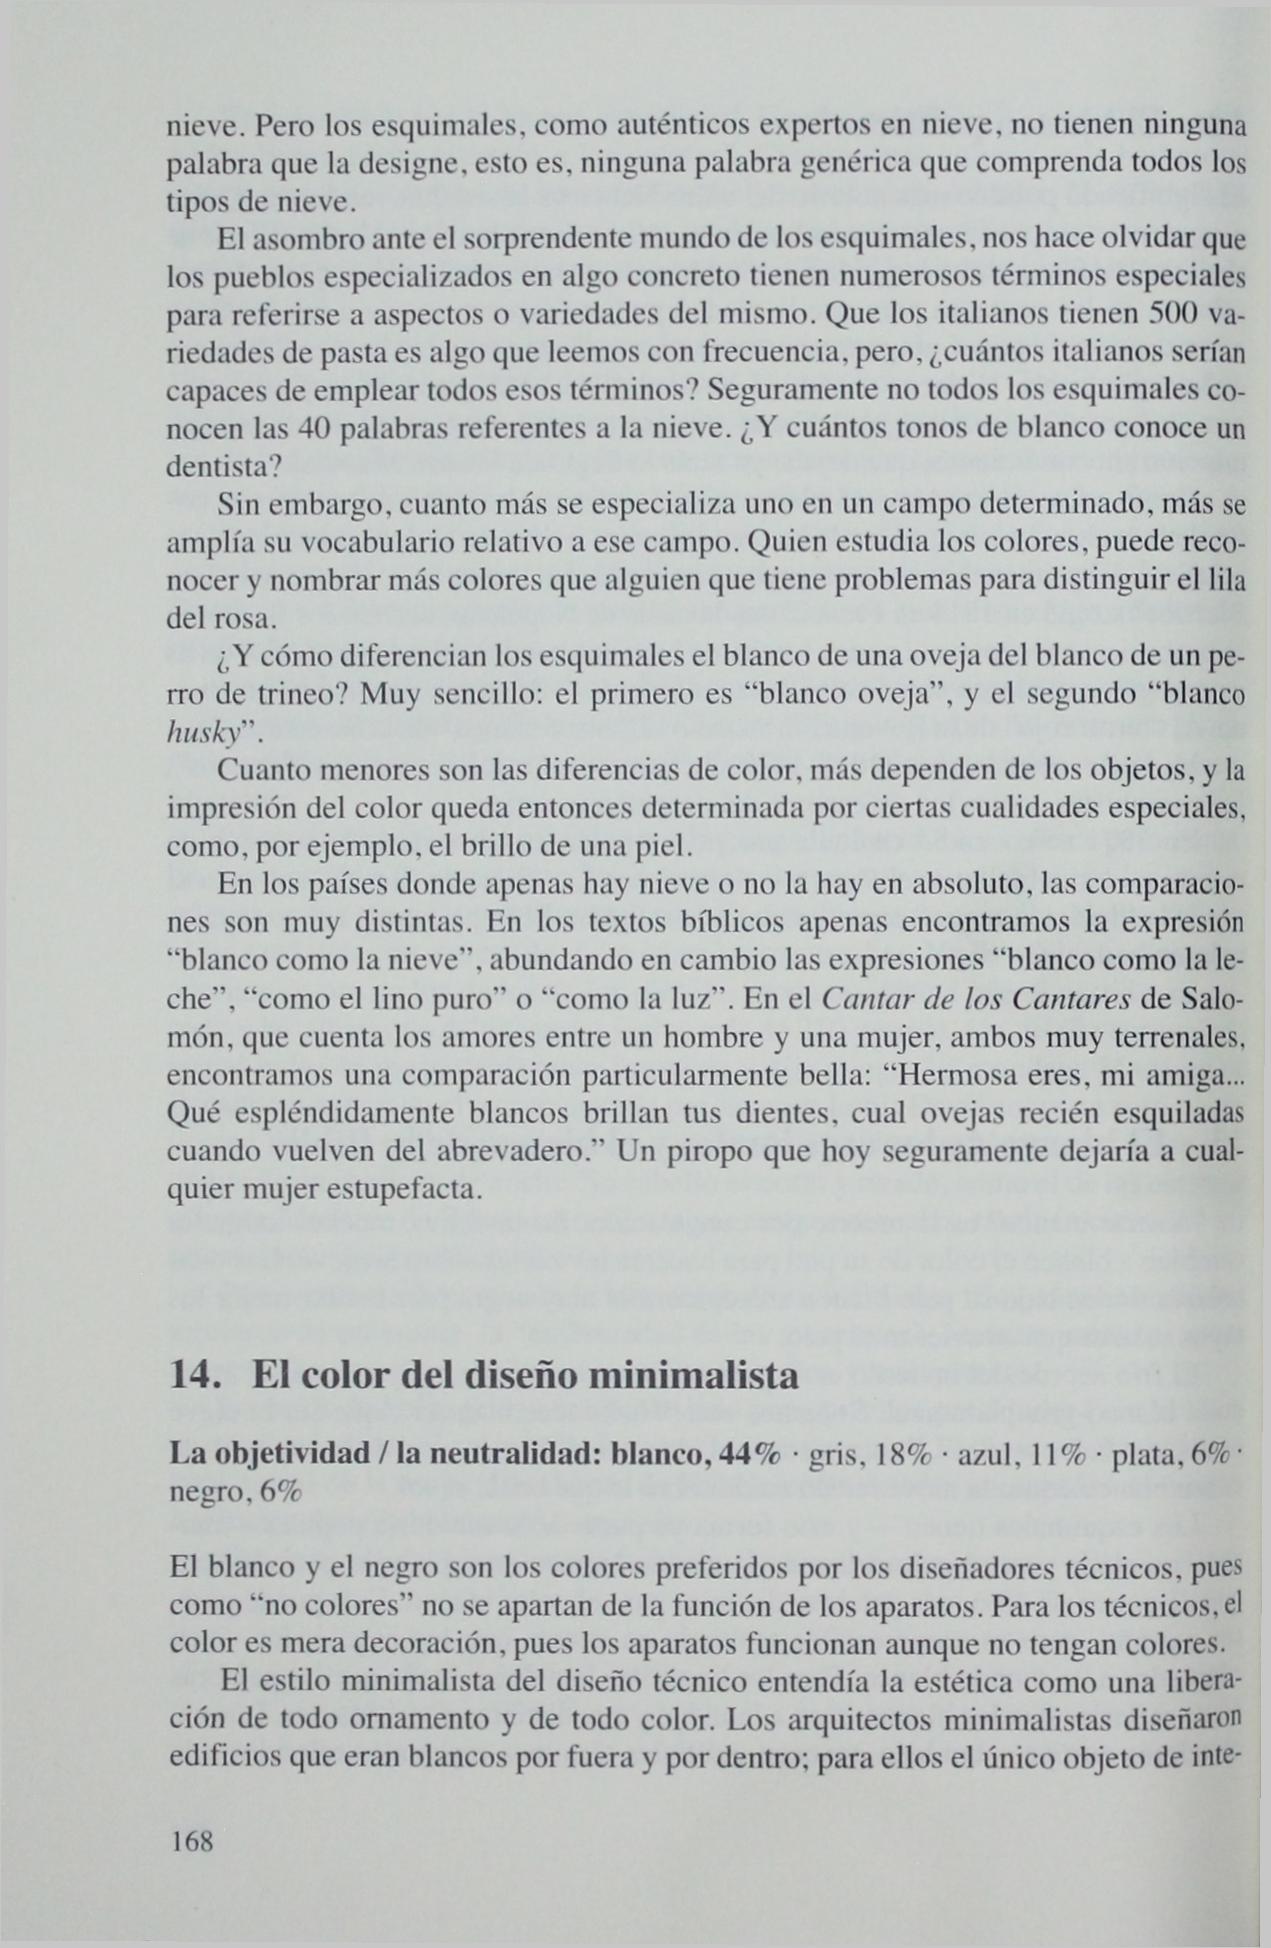 nieve. Pero los esquimales, como auténticos expertos en nieve, no tienen ninguna
palabra que la designe, esto es, ninguna palabra genérica que comprenda todos los
tipos de nieve.
El asombro ante el sorprendente mundo de los esquimales, nos hace olvidar que
los pueblos especializados en algo concreto tienen numerosos términos especiales
para referirse a aspectos o variedades del mismo. Que los italianos tienen 500 va-
riedades de pasta es algo que leemos con frecuencia, pero, ¿cuántos italianos serían
capaces de emplear todos esos términos? Seguramente no todos los esquimales co-
nocen las 40 palabras referentes a la nieve. ¿Y cuántos tonos de blanco conoce un
dentista?
Sin embargo, cuanto más se especializa uno en un campo determinado, más se
amplía su vocabulario relativo a ese campo. Quien estudia los colores, puede reco-
nocer y nombrar más colores que alguien que tiene problemas para distinguir el lila
del rosa.
¿Y cómo diferencian los esquimales el blanco de una oveja del blanco de un pe-
rro de trineo? Muy sencillo: el primero es “blanco oveja”, y el segundo “blanco
husky”.
Cuanto menores son las diferencias de color, más dependen de los objetos, y la
impresión del color queda entonces determinada por ciertas cualidades especiales,
como, por ejemplo, el brillo de una piel.
En los países donde apenas hay nieve o no la hay en absoluto, las comparacio-
nes son muy distintas. En los textos bíblicos apenas encontramos la expresión
“blanco como la nieve”, abundando en cambio las expresiones “blanco como la le-
che”, “como el lino puro” o “como la luz”. En el Cantar de los Cantares de Salo-
món, que cuenta los amores entre un hombre y una mujer, ambos muy terrenales,
encontramos una comparación particularmente bella: “Hermosa eres, mi amiga...
Qué espléndidamente blancos brillan tus dientes, cual ovejas recién esquiladas
cuando vuelven del abrevadero.” Un piropo que hoy seguramente dejaría a cual-
quier mujer estupefacta.
14. El color del diseño minimalista
La objetividad / la neutralidad: blanco, 44% · gris, 18% · azul, 11% · plata, 6% ·
negro, 6%
El blanco y el negro son los colores preferidos por los diseñadores técnicos, pues
como “no colores” no se apartan de la función de los aparatos. Para los técnicos, el
color es mera decoración, pues los aparatos funcionan aunque no tengan colores.
El estilo minimalista del diseño técnico entendía la estética como una libera-
ción de todo ornamento y de todo color. Los arquitectos minimalistas diseñaron
edificios que eran blancos por fuera y por dentro; para ellos el único objeto de inte-
168